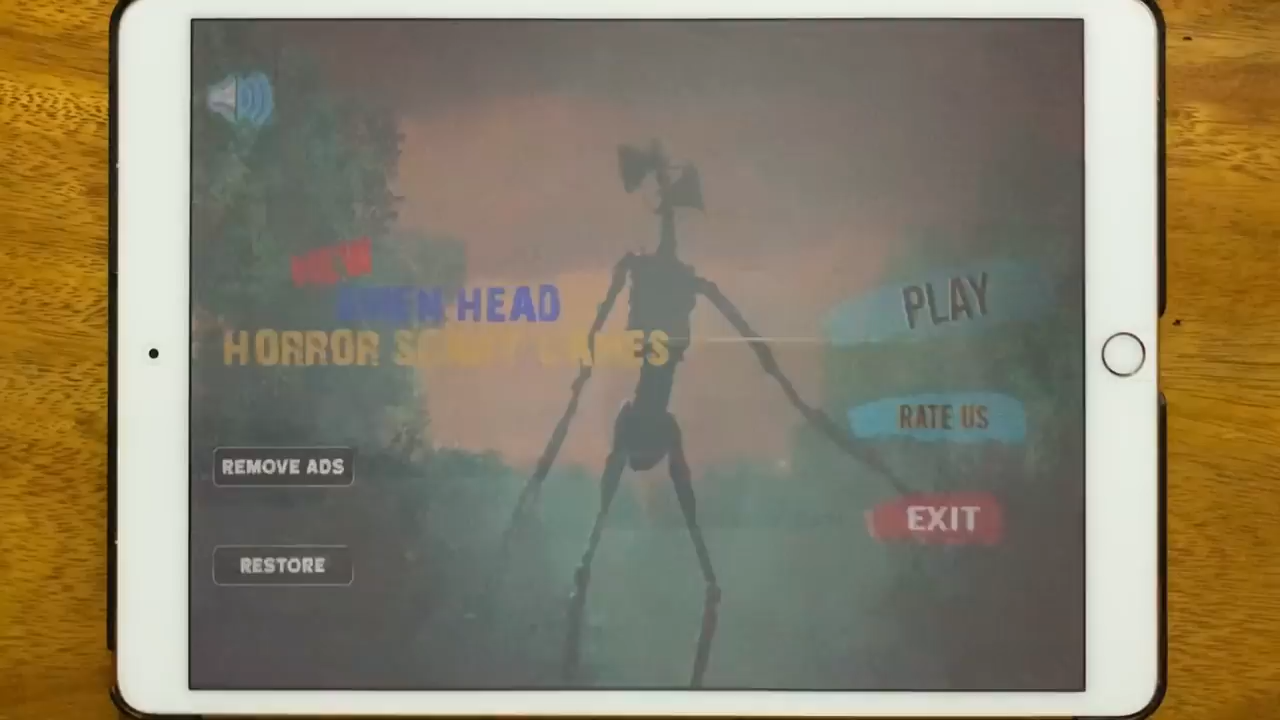 NEW
HEAD
HORROR
PLAY
RATE US
REMOVE ADS
EXIT
RESTORE